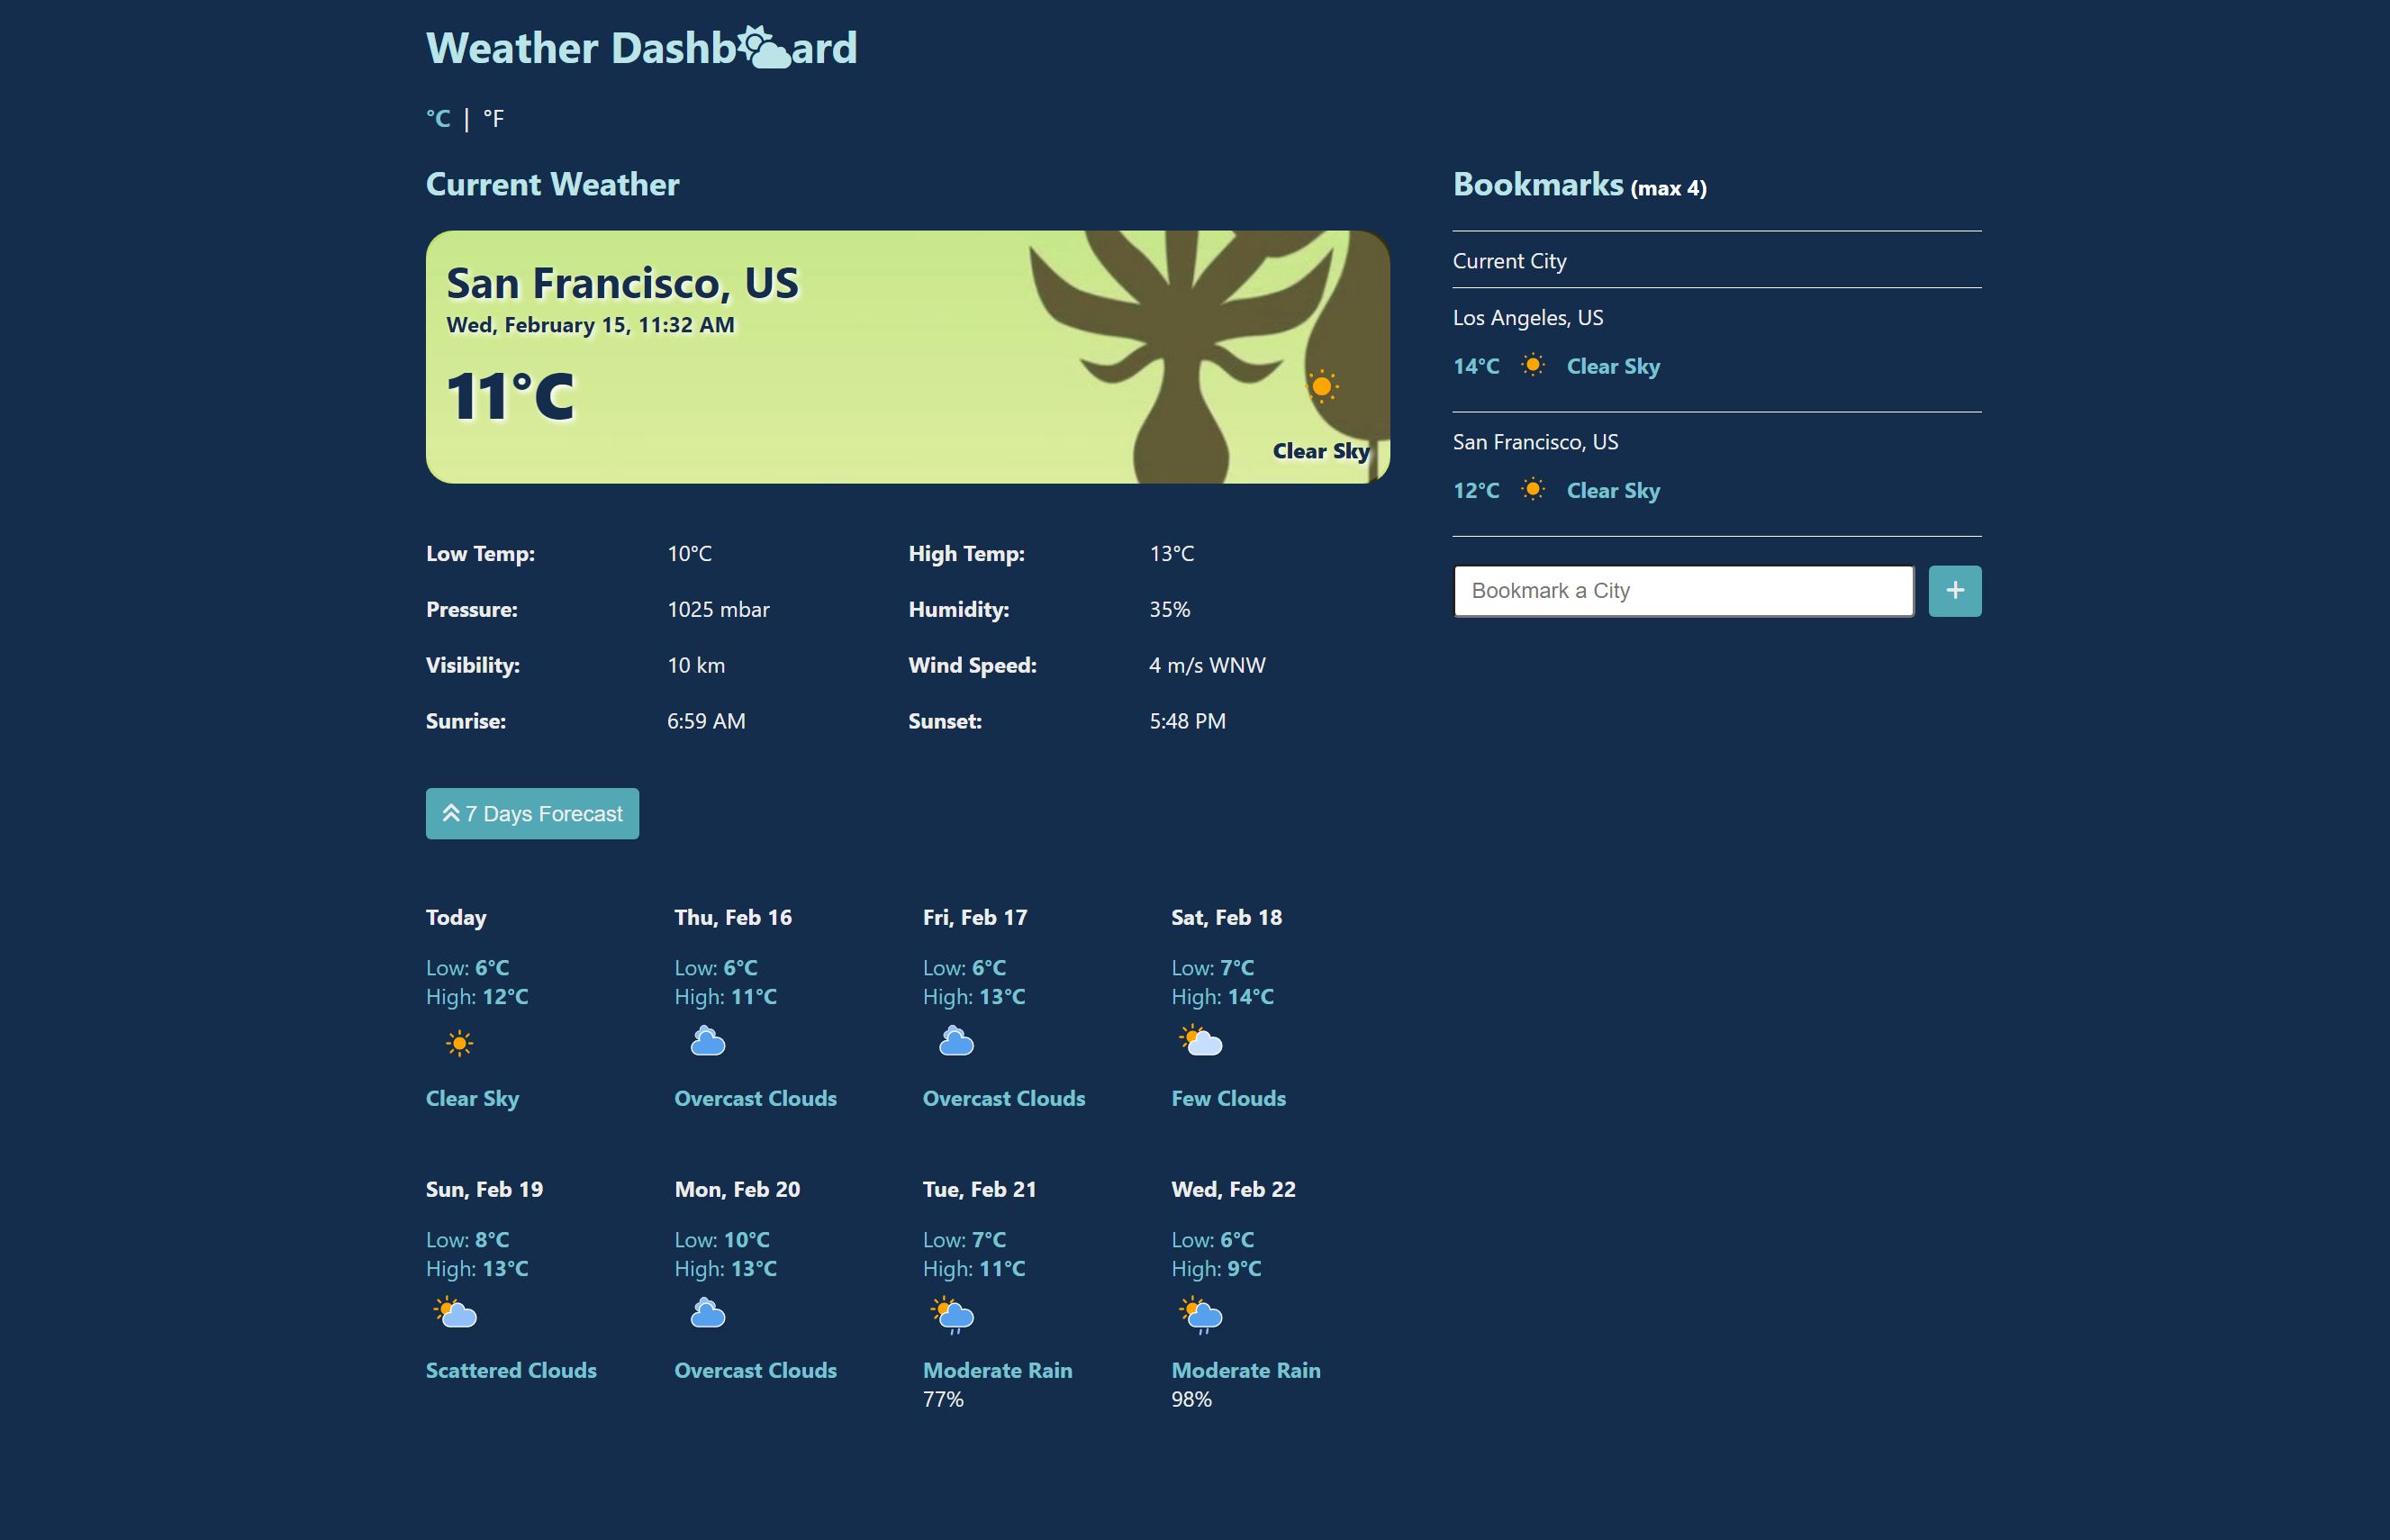 Weather Dashbard
°C | °F
Current Weather
San Francisco, US
Wed, February 15, 11:32 AM
11°C
Clear Sky
Low Temp: 10°C High Temp: 13°C
Pressure: 1025 mbar Humidity: 35%
Visibility: 10 km Wind Speed: 4 m/s WNW
Sunrise: 6:59 AM Sunset: 5:48 PM
7 Days Forecast
Today
Low: 6°C
High: 12°C
Clear Sky
Thu, Feb 16
Low: 6°C
High: 11°C
Overcast Clouds
Fri, Feb 17
Low: 6°C
High: 13°C
Overcast Clouds
Sat, Feb 18
Low: 7°C
High: 14°C
Few Clouds
Sun, Feb 19
Low: 8°C
High: 13°C
Scattered Clouds
Mon, Feb 20
Low: 10°C
High: 13°C
Overcast Clouds
Tue, Feb 21
Low: 7°C
High: 11°C
Moderate Rain
77%
Wed, Feb 22
Low: 6°C
High: 9°C
Moderate Rain
98%
Bookmarks (max 4)
Current City
Los Angeles, US
14°C Clear Sky
San Francisco, US
12°C Clear Sky
Bookmark a City
+